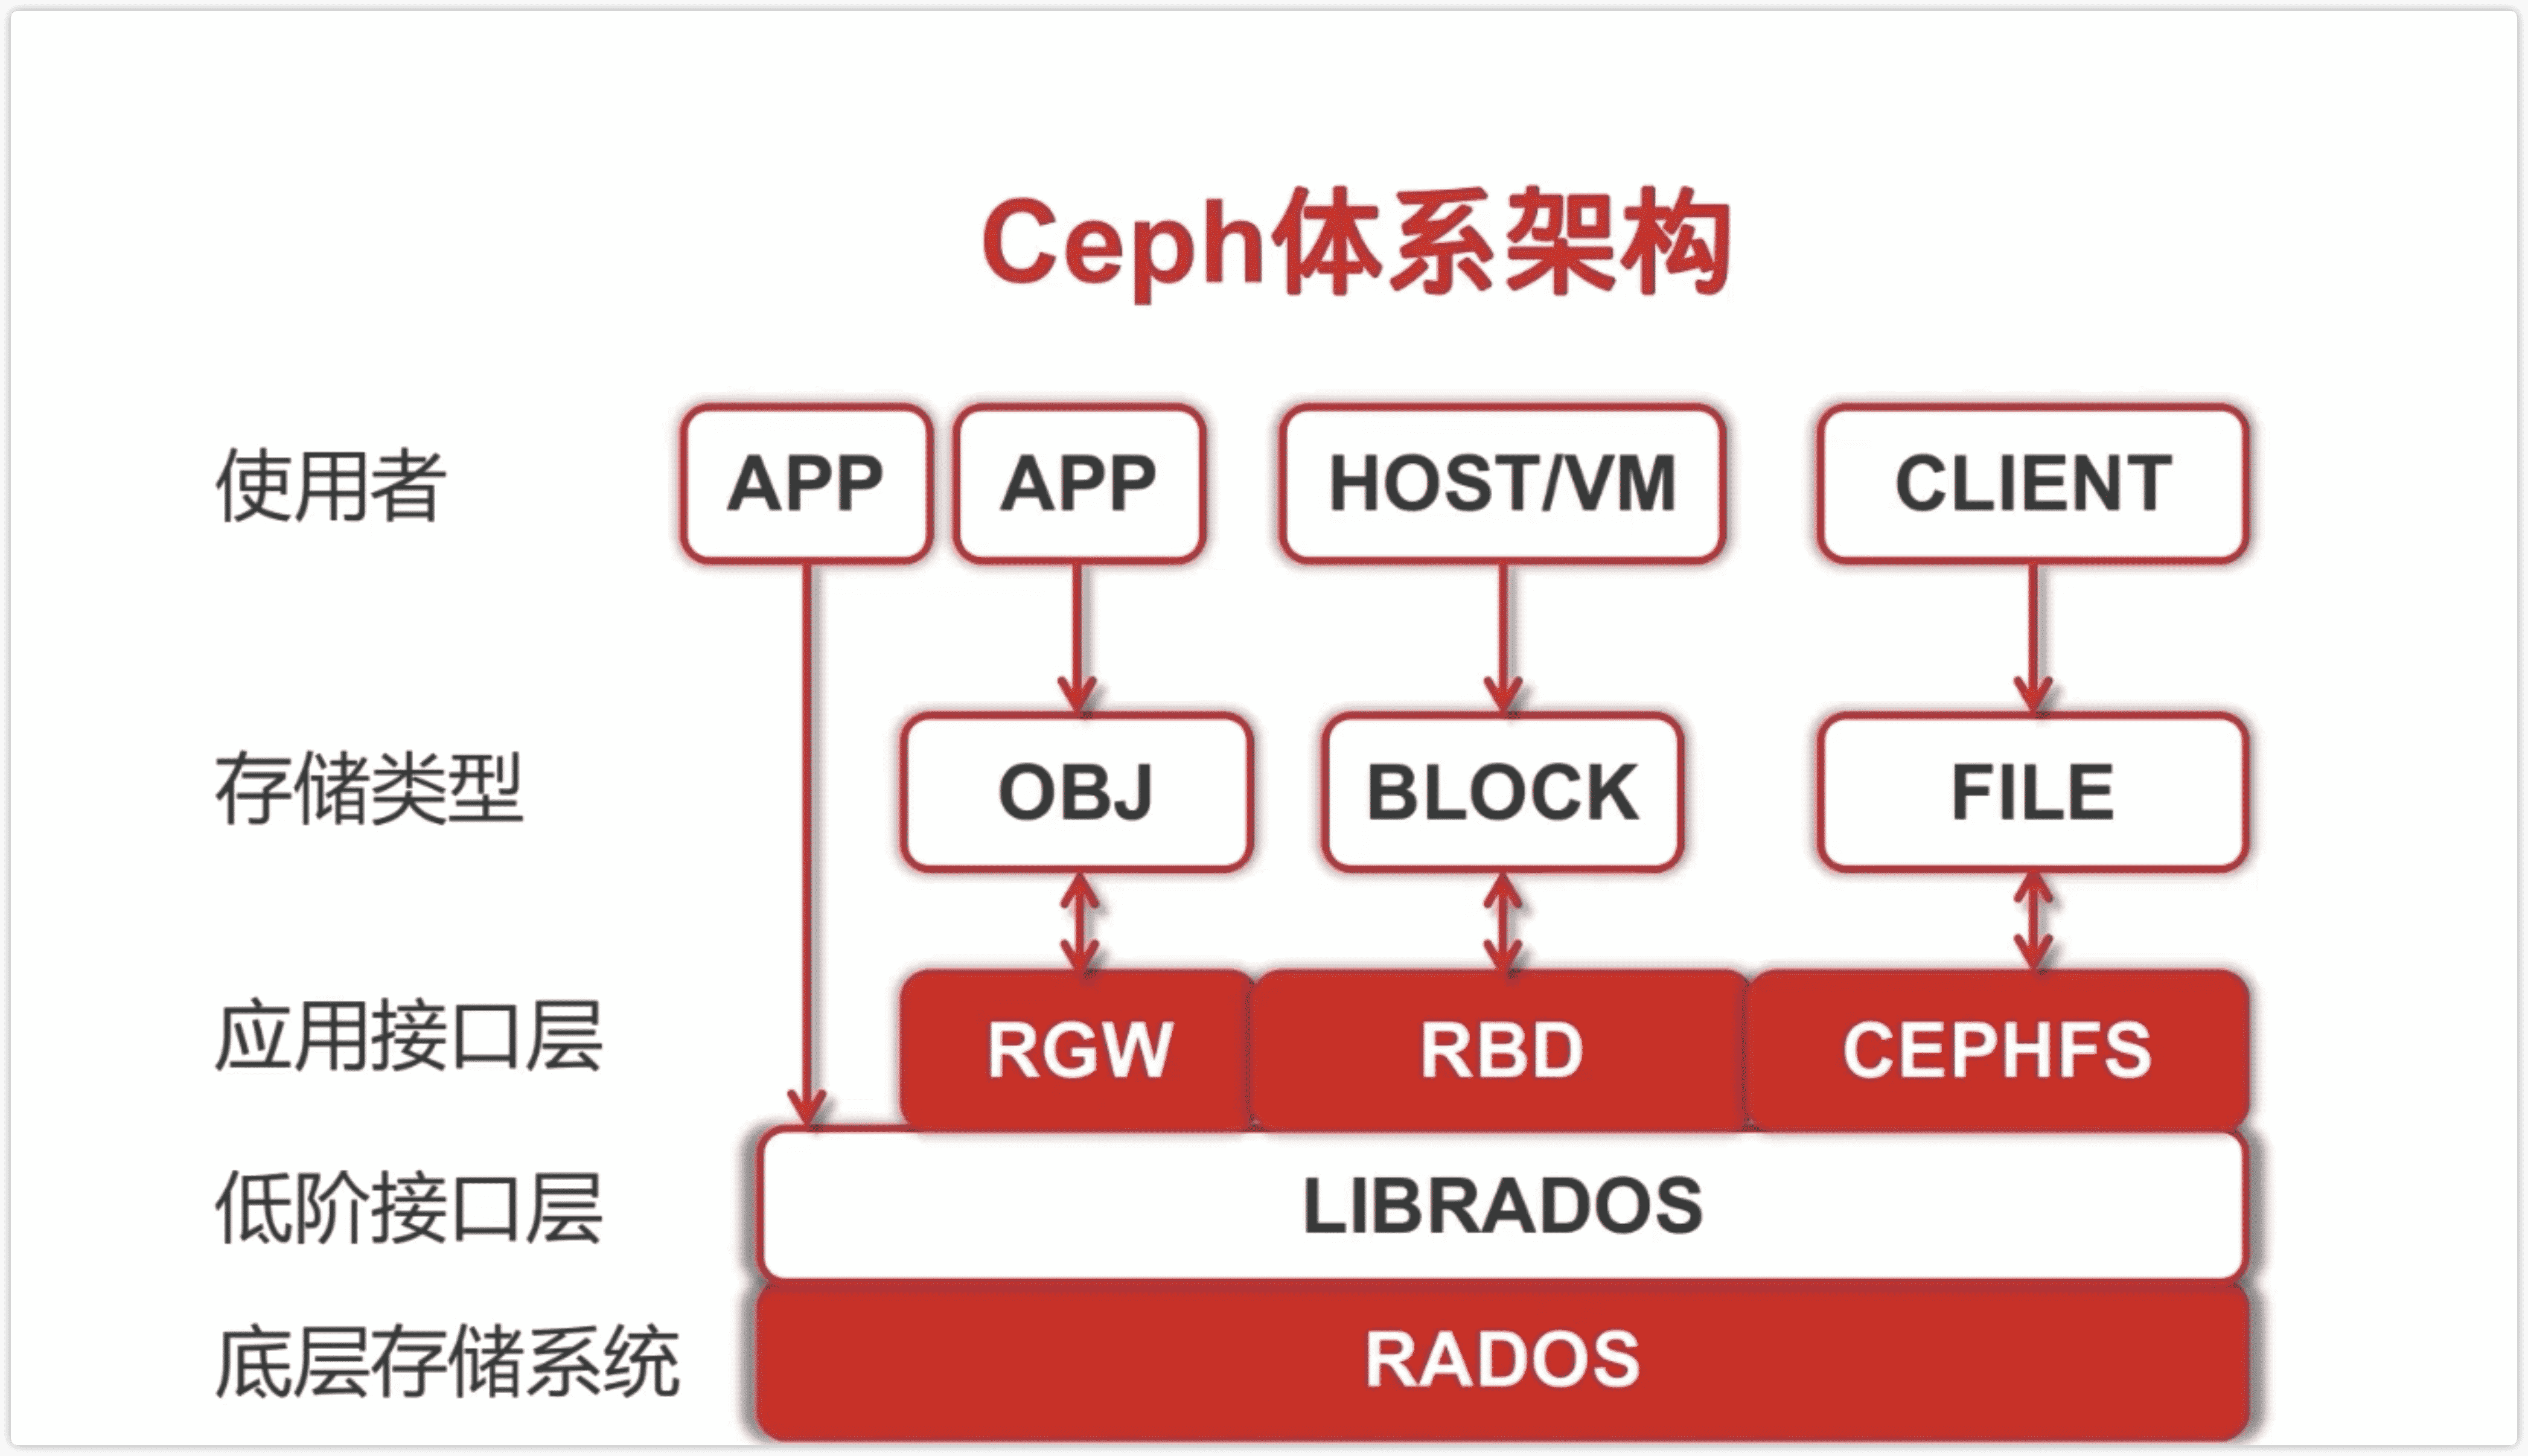 Ceph体系架构
使用者
APP
APP
HOST/VM
CLIENT
存储类型
OBJ
BLOCK
FILE
应用接口层
RGW
RBD
CEPHFS
低阶接口层
LIBRADOS
底层存储系统
RADOS